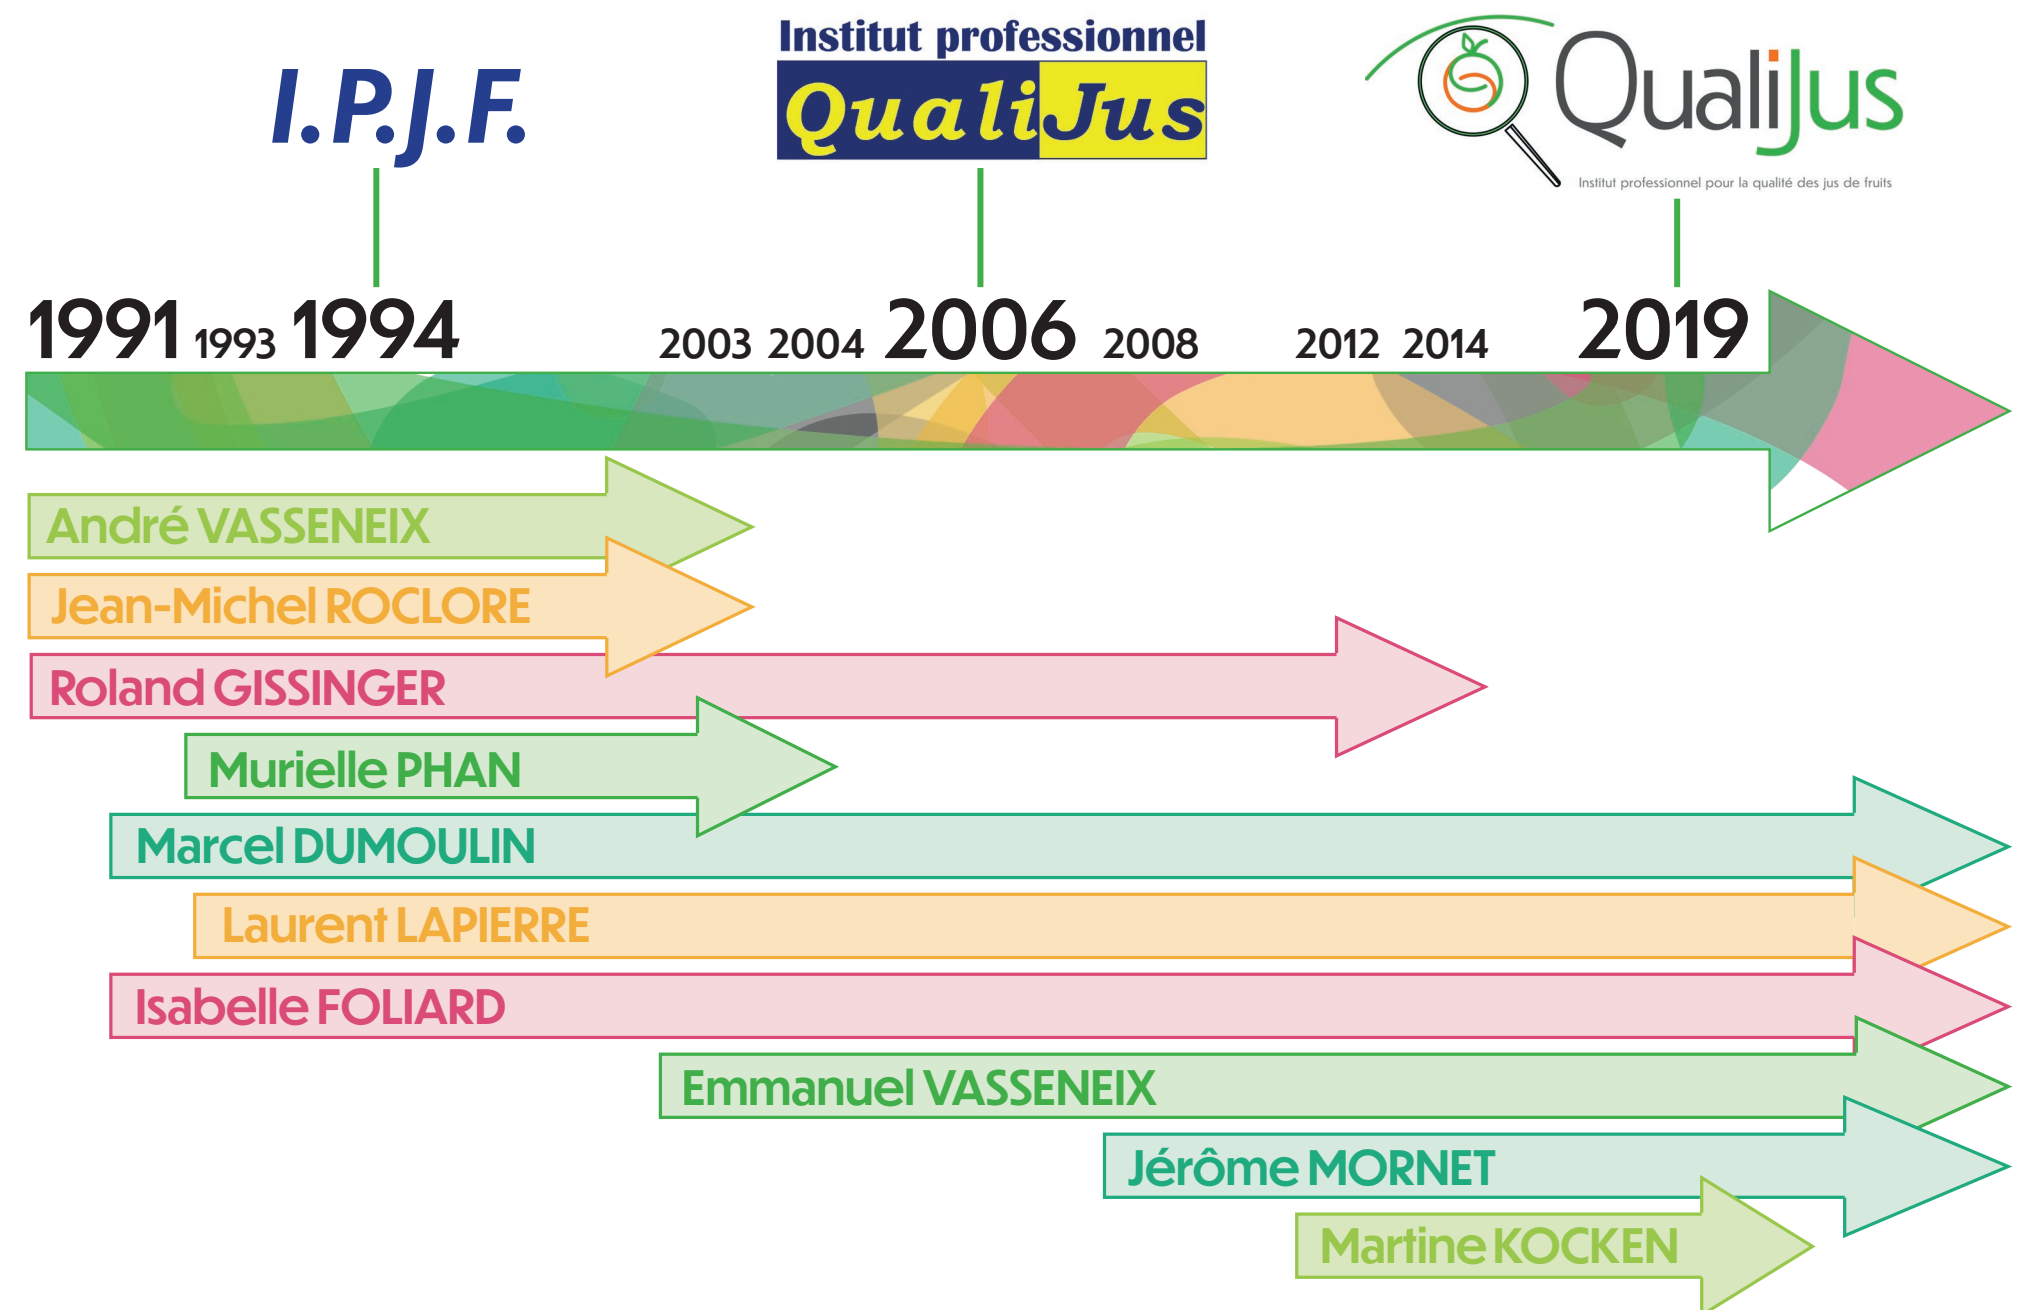 I.P.J.F.
Institut professionnel
QualiJus
QualiJus
Institut professionnel pour la qualité des jus de fruits
1991 1993 1994 2003 2004 2006 2008 2012 2014 2019
André VASSENEIX
Jean-Michel ROCLORE
Roland GISSINGER
Murielle PHAN
Marcel DUMOULIN
Laurent LAPIERRE
Isabelle FOLIARD
Emmanuel VASSENEIX
Jérôme MORNET
Martine KOCKEN